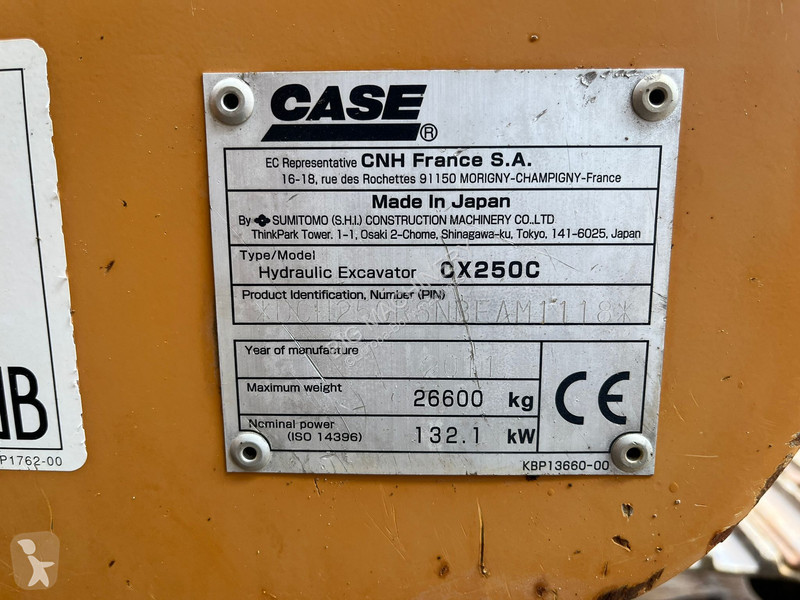 CASE®
EC Representative CNH France S.A.
16-18, rue des Rochettes 91150 MORIGNY-CHAMPIGNY-France
Made In Japan
By SUMITOMO (S.H.I.) CONSTRUCTION MACHINERY CO.,LTD
ThinkPark Tower. 1-1, Osaki 2-Chome, Shinagawa-ku, Tokyo, 141-6025, Japan
Type/Model
Hydraulic Excavator CX250C
Product Identification, Number (PIN)
Year of manufacture
Maximum weight 26600 kg
Nominal power
(ISO 14396) 132.1 kW
CE
KBP13660-00
P1762-00